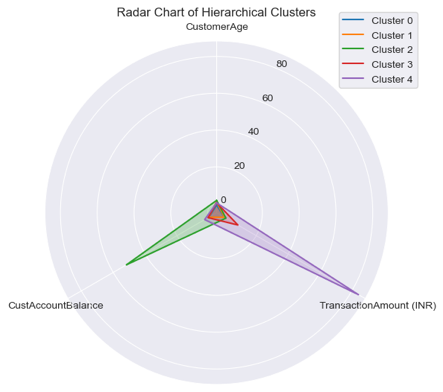 Radar Chart of Hierarchical Clusters
CustomerAge
Cluster 0
Cluster 1
Cluster 2
Cluster 3
Cluster 4
80
60
40
20
0
CustAccountBalance
TransactionAmount (INR)